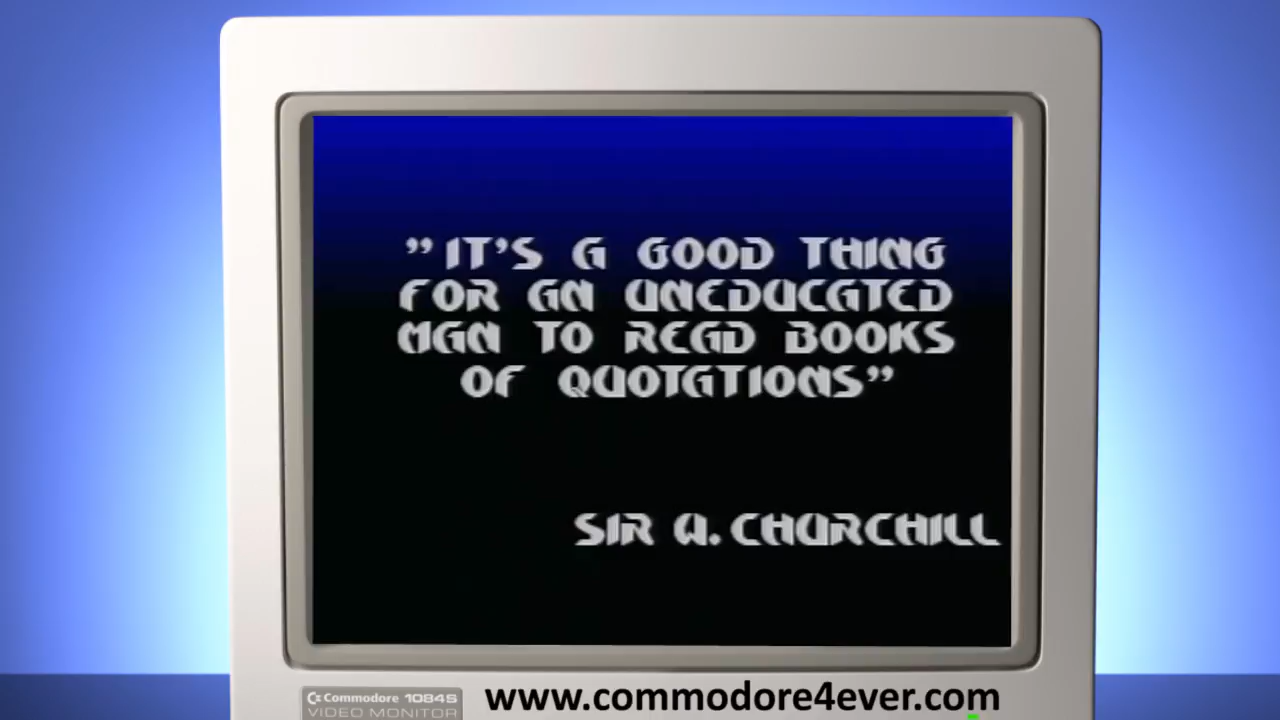 "IT'S A GOOD THING
FOR AN UNEDUCATED
MAN TO READ BOOKS
OF QUOTATIONS"
SIR W. CHURCHILL
Commodore 1084S
VIDEO MONITOR
www.commodore4ever.com